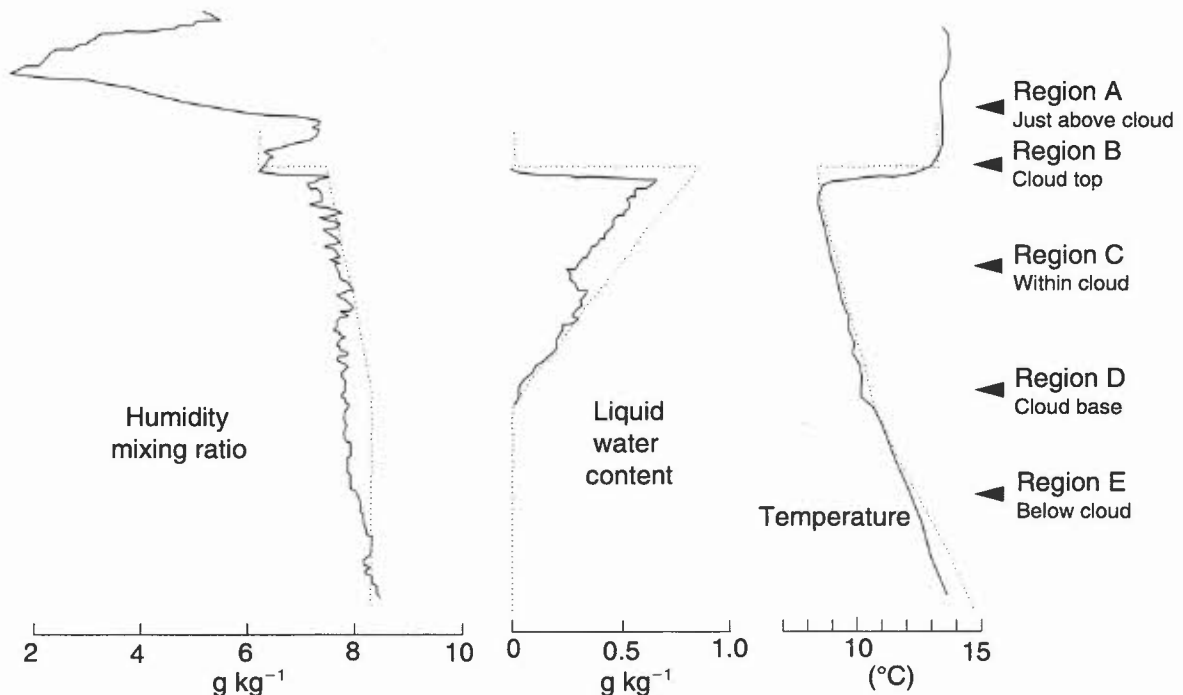 Region A
Just above cloud
Region B
Cloud top
Region C
Within cloud
Region D
Cloud base
Region E
Below cloud
Humidity
mixing ratio
Liquid
water
content
Temperature
2 4 6 8 10
g kg⁻¹
0 0.5 1.0
g kg⁻¹
10 15
(°C)